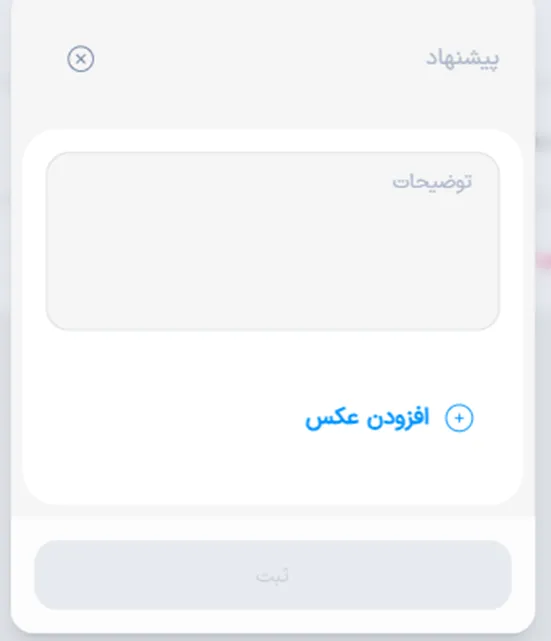 پیشنهاد
توضیحات
افزودن عکس
ثبت